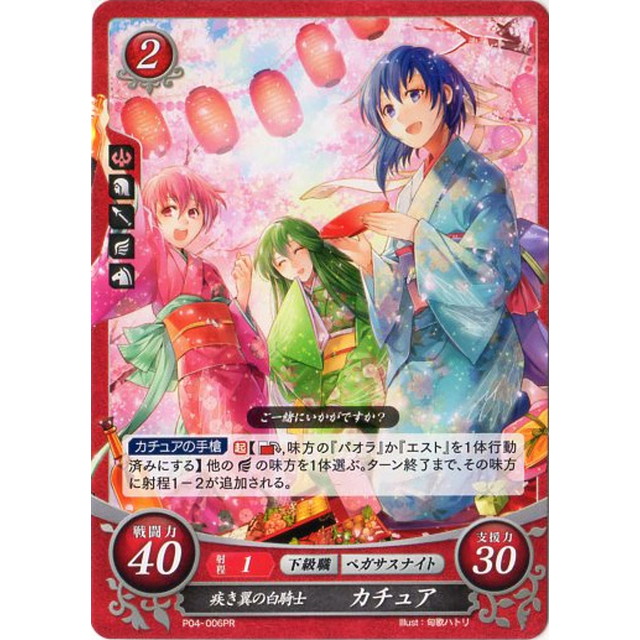 2
ご一緒にいかがですか？
カチュアの手槍 起【 ,味方の『パオラ』か『エスト』を1体行動
済みにする】他の の味方を1体選ぶ。ターン終了まで、その味方
に射程1－2が追加される。
戦闘力
40
射程 1
下級職
ペガサスナイト
支援力
30
疾き翼の白騎士 カチュア
P04-006PR
Illust：匈歌ハトリ